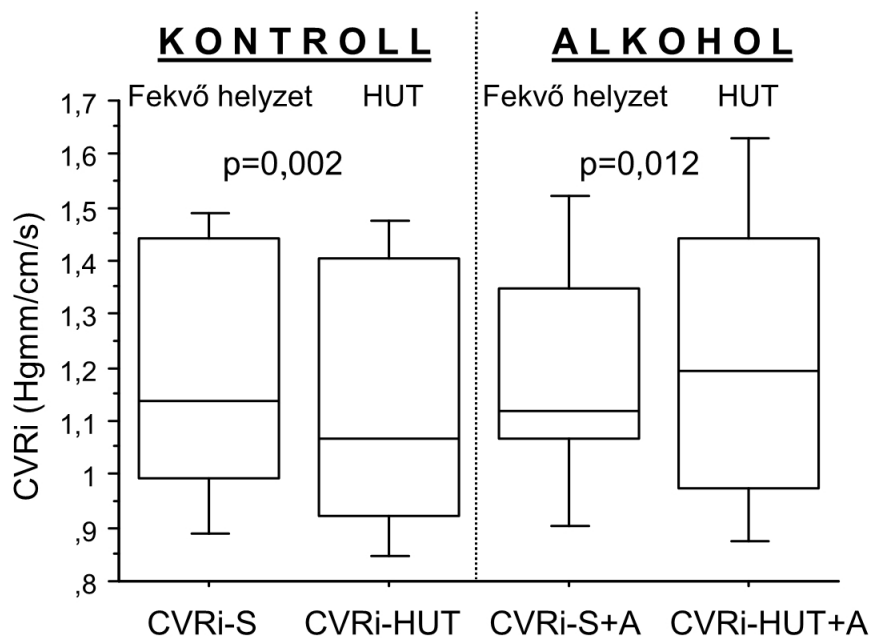 KONTROLL ALKOHOL
Fekvő helyzet HUT Fekvő helyzet HUT
p=0,002 p=0,012
CVRi (Hgmm/cm/s)
1,7
1,6
1,5
1,4
1,3
1,2
1,1
1
,9
,8
CVRi-S CVRi-HUT CVRi-S+A CVRi-HUT+A